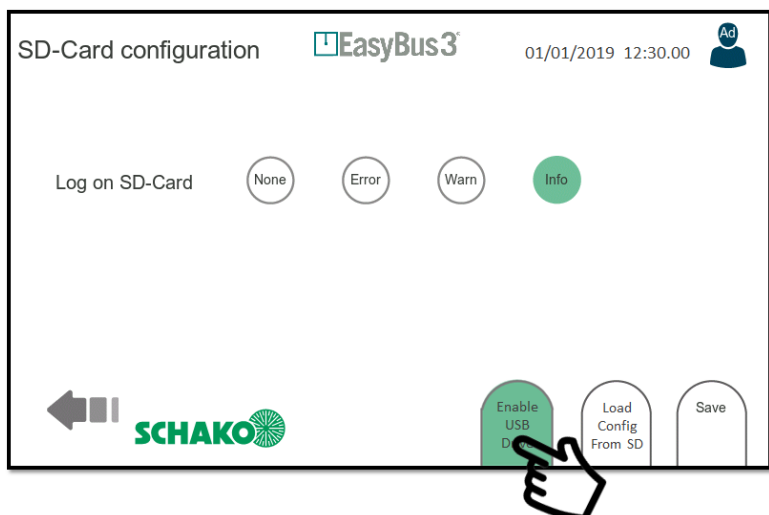 SD-Card configuration
EasyBus3
01/01/2019 12:30.00
Ad
Log on SD-Card
None
Error
Warn
Info
SCHAKO
Enable
USB
Load
Config
From SD
Save